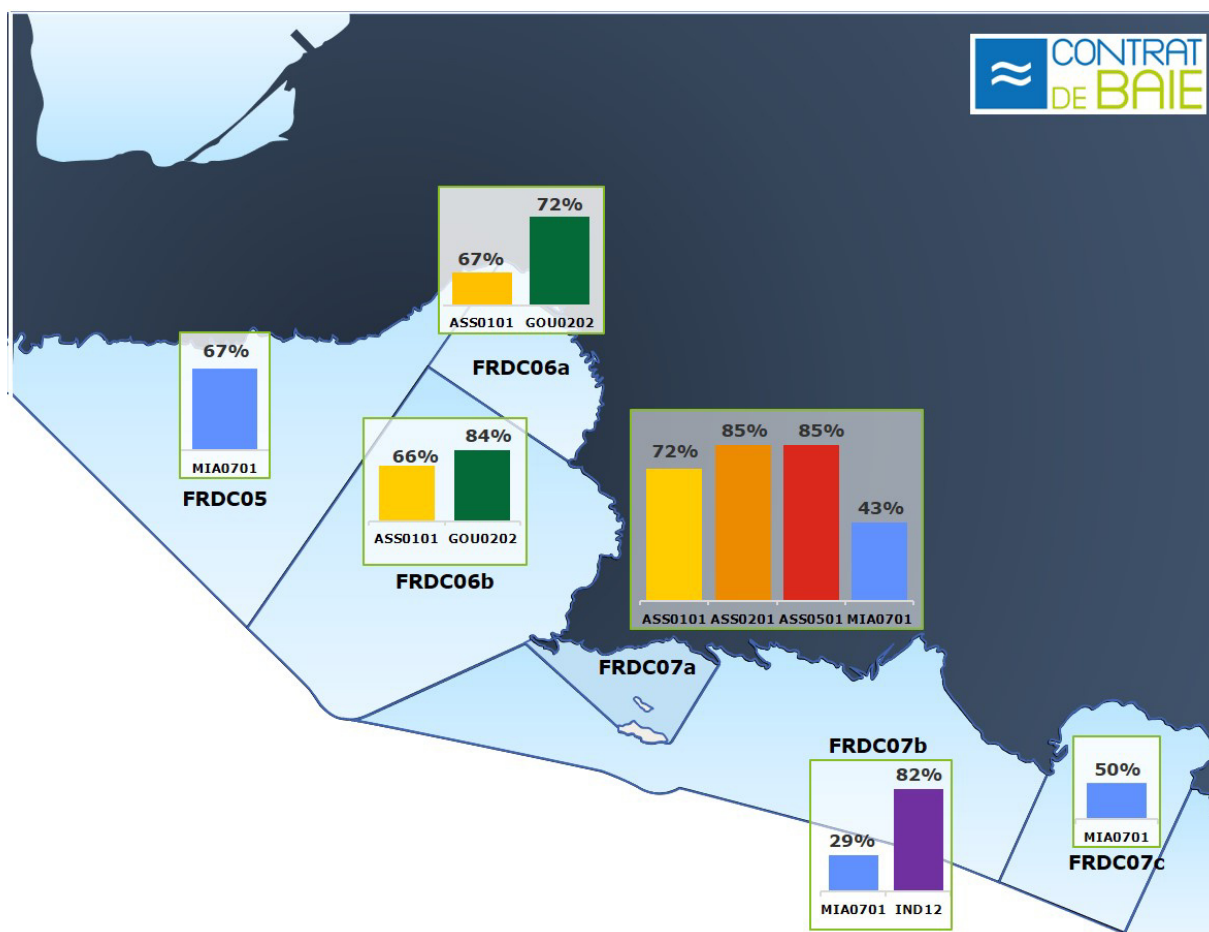 CONTRAT
DE BAIE
67% 72%
ASS0101 GOU0202
FRDC06a
67%
MIA0701
FRDC05
66% 84%
ASS0101 GOU0202
FRDC06b
72% 85% 85% 43%
ASS0101 ASS0201 ASS0501 MIA0701
FRDC07a
FRDC07b
29% 82%
MIA0701 IND12
50%
MIA0701
FRDC07c